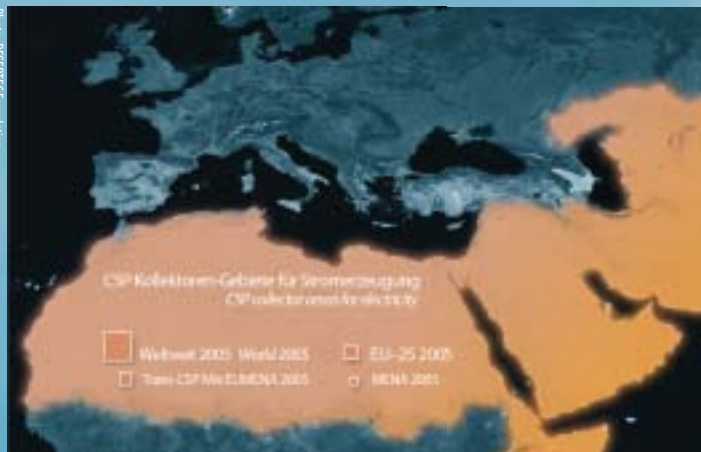 CSP Kollektoren-Gebiete für Stromerzeugung
CSP collector areas for electricity
Weltweit 2005 World 2005
EU-25 2005
Trans-CSP Mix EUMENA 2005
MENA 2005